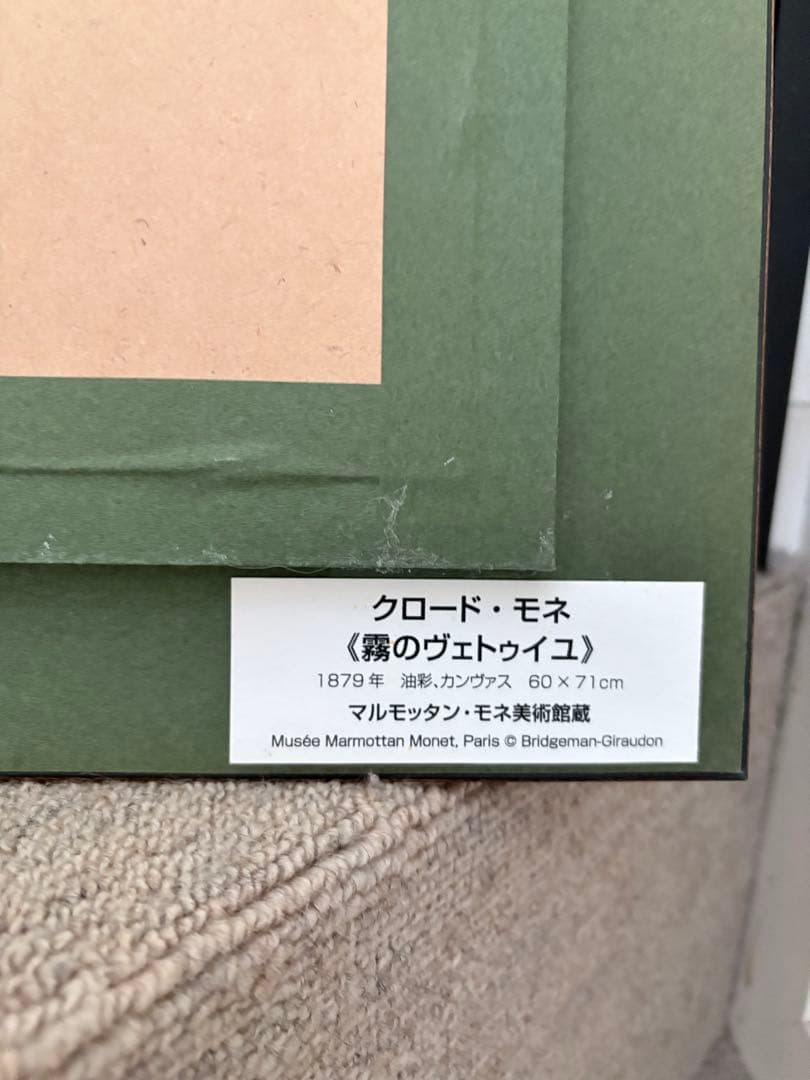 クロード・モネ
《霧のヴェトゥイユ》
1879年　油彩、カンヴァス　60×71cm
マルモッタン・モネ美術館蔵
Musée Marmottan Monet, Paris © Bridgeman-Giraudon